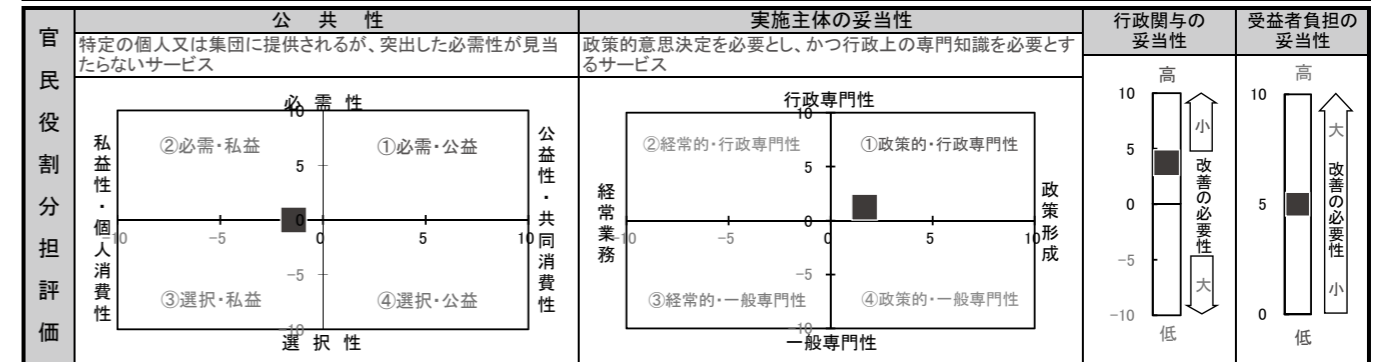 官民役割分担評価
公共性
特定の個人又は集団に提供されるが、突出した必需性が見当
たらないサービス
必需性
10
②必需・私益
①必需・公益
5
私益性・個人消費性
公益性・共同消費性
0
-10
-5
0
5
10
-5
③選択・私益
④選択・公益
-10
選択性
実施主体の妥当性
政策的意思決定を必要とし、かつ行政上の専門知識を必要とす
るサービス
行政専門性
10
②経常的・行政専門性
①政策的・行政専門性
5
経常業務
政策形成
0
-10
-5
0
5
10
-5
③経常的・一般専門性
④政策的・一般専門性
-10
一般専門性
行政関与の
妥当性
高
10
5
0
-5
-10
低
小
改善の必要性
大
受益者負担の
妥当性
高
10
5
0
低
大
改善の必要性
小